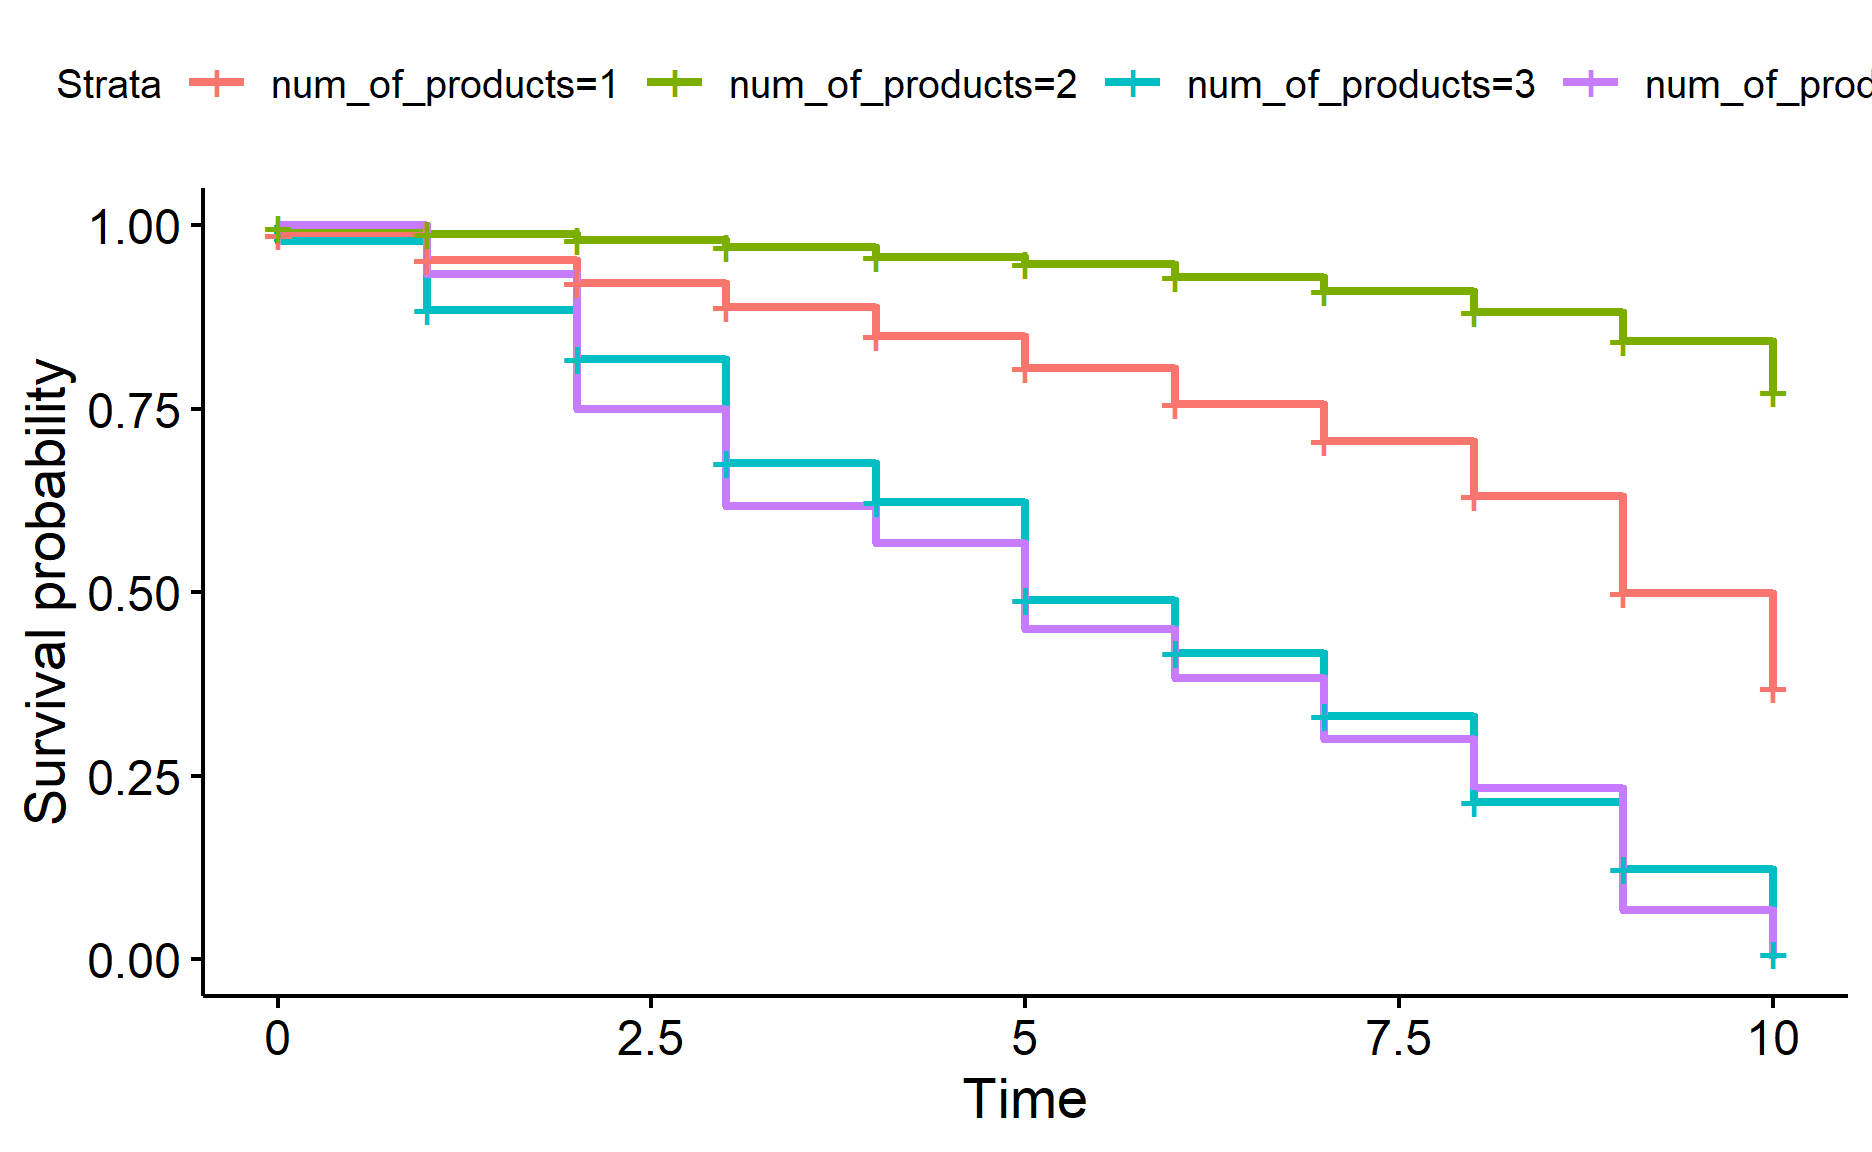 Strata num_of_products=1 num_of_products=2 num_of_products=3 num_of_prod
1.00
0.75
0.50
0.25
0.00
Survival probability
0 2.5 5 7.5 10
Time